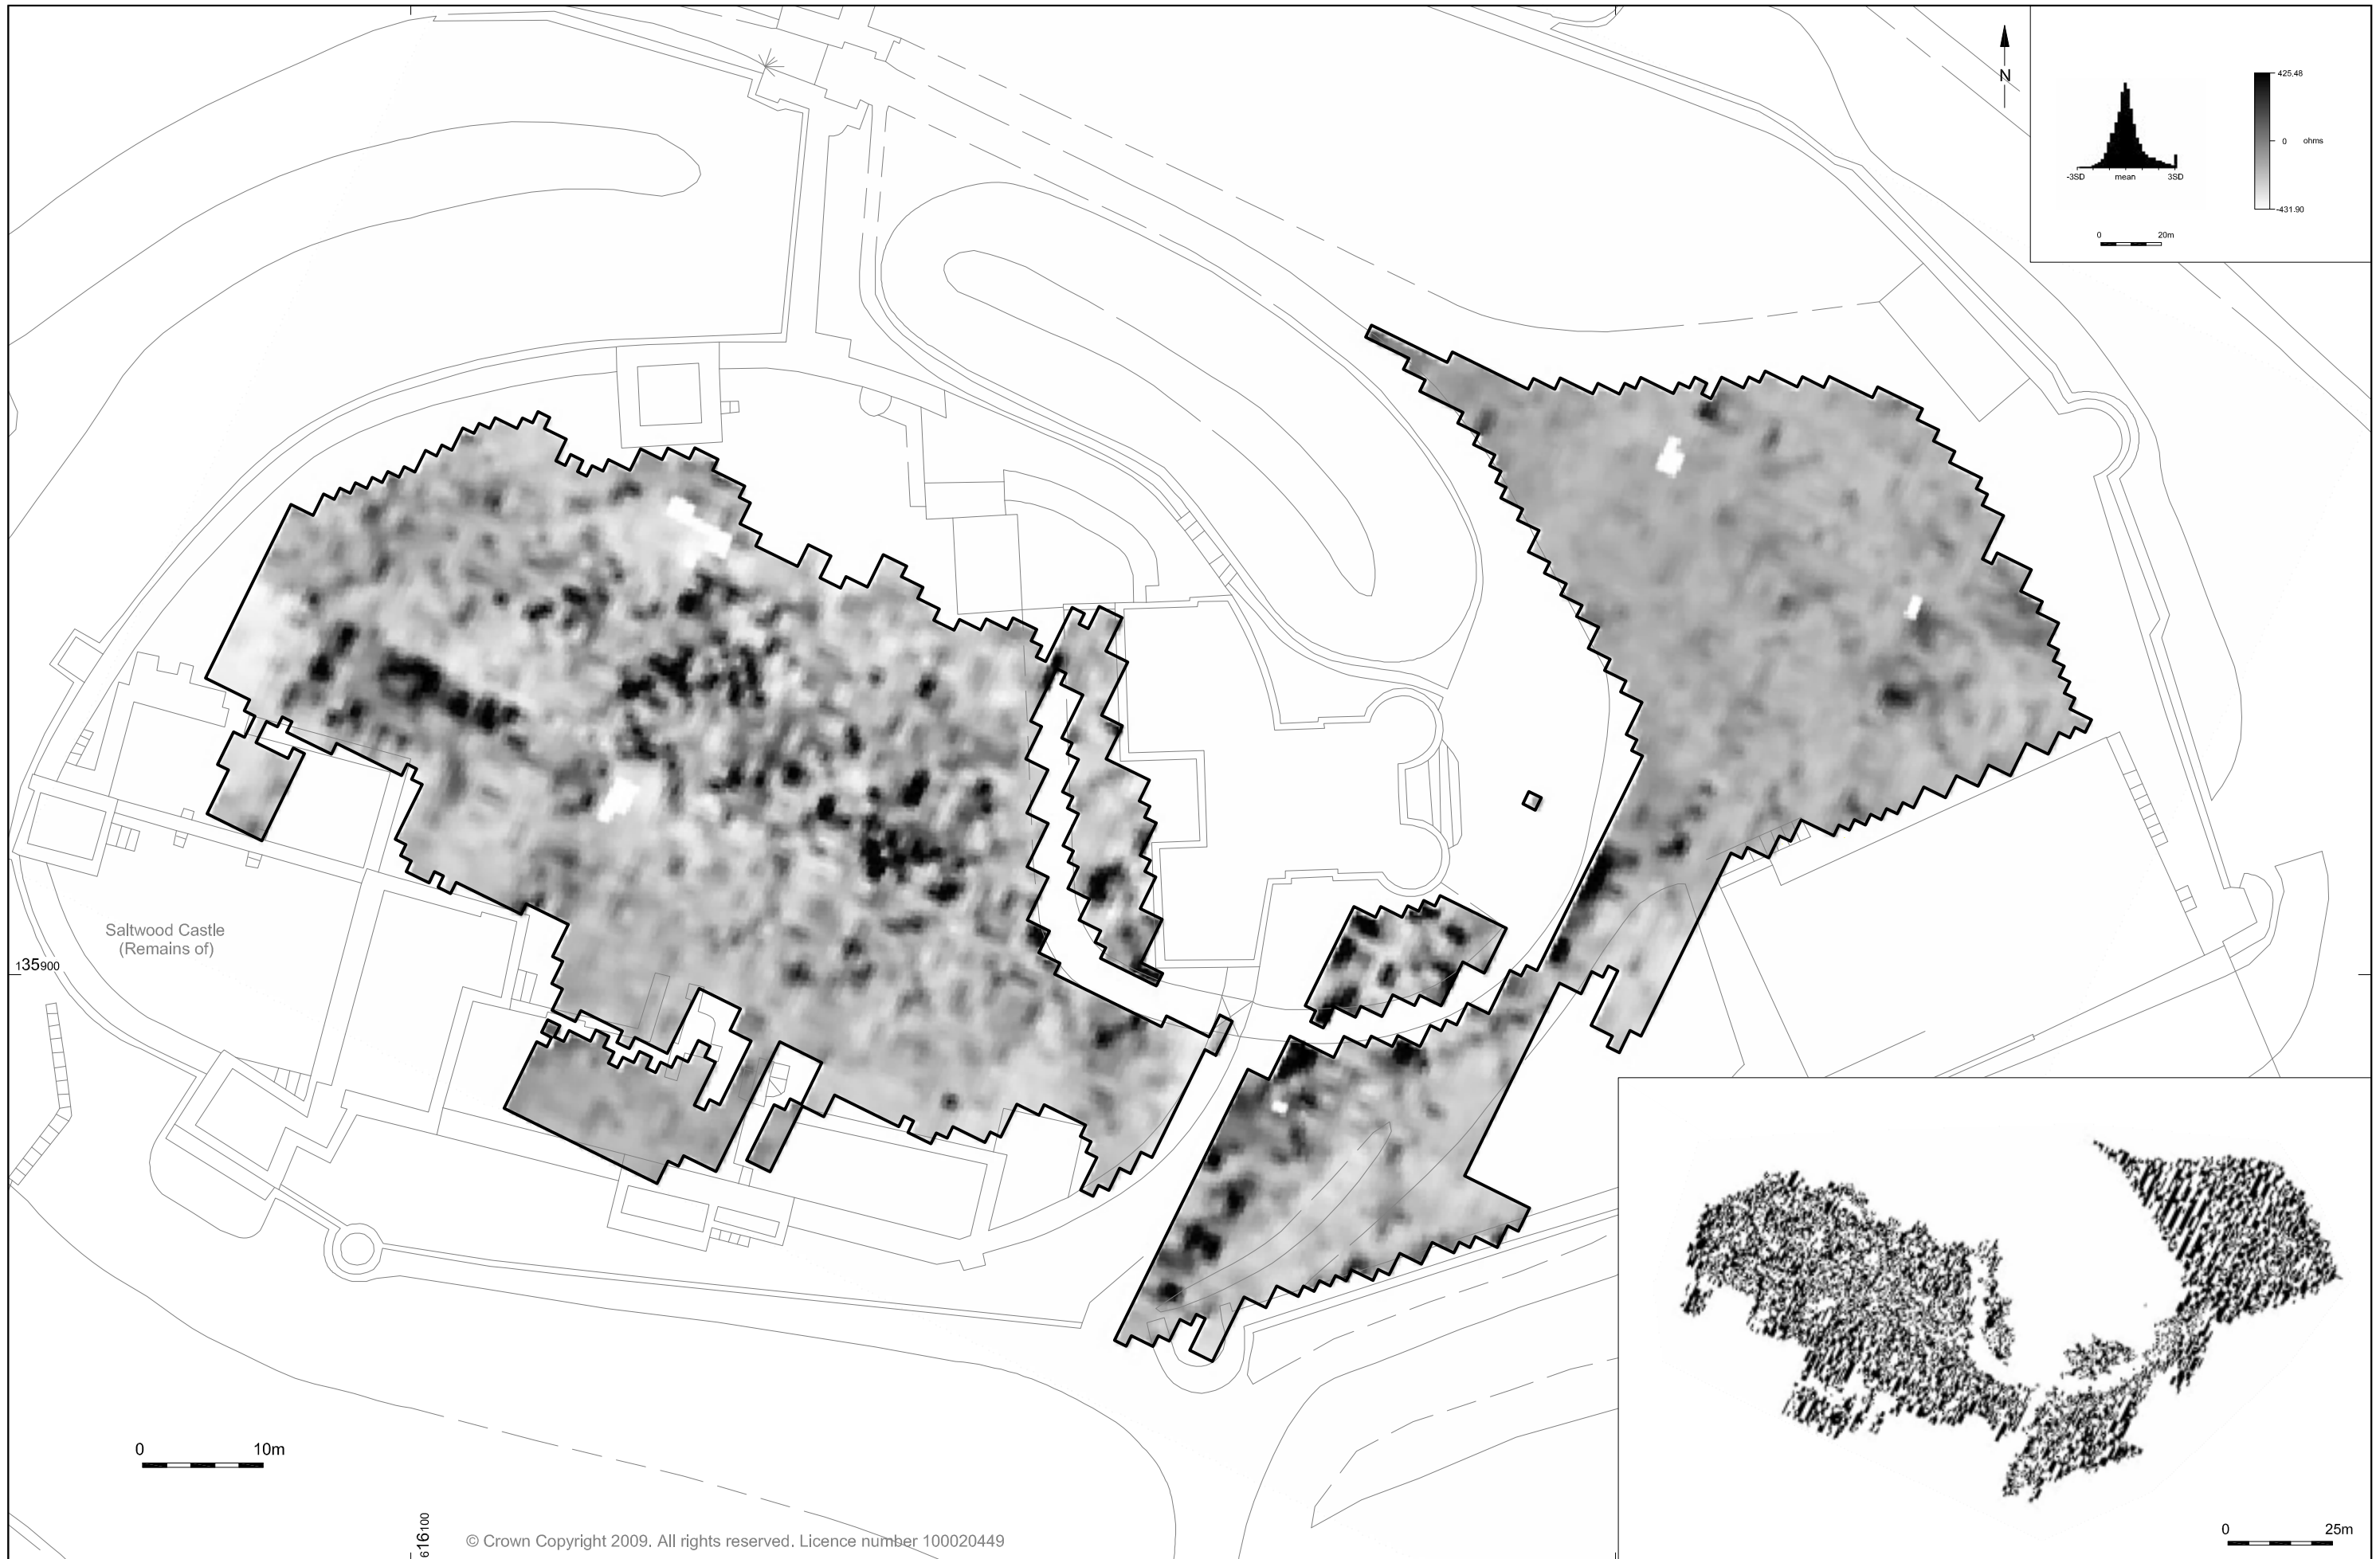 N
425.48
0 ohms
-431.90
-3SD mean 3SD
0 20m
Saltwood Castle
(Remains of)
135900
0 10m
616100
© Crown Copyright 2009. All rights reserved. Licence number 100020449
0 25m